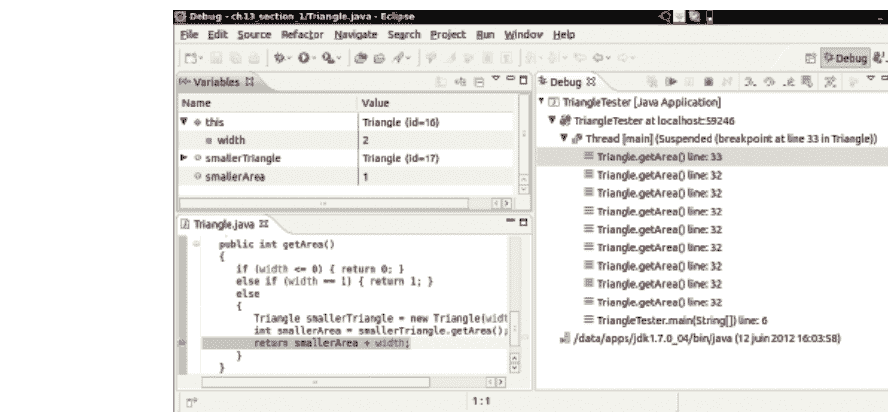 Debug - ch13_section_1/Triangle.java - Eclipse
File Edit Source Refactor Navigate Search Project Run Window Help
Debug
Variables
Name Value
this Triangle (id=16)
width 2
smallerTriangle Triangle (id=17)
smallerArea 1
Debug
TriangleTester [Java Application]
TriangleTester at localhost:59246
Thread [main] (Suspended (breakpoint at line 33 in Triangle))
Triangle.getArea() line: 33
Triangle.getArea() line: 32
Triangle.getArea() line: 32
Triangle.getArea() line: 32
Triangle.getArea() line: 32
Triangle.getArea() line: 32
Triangle.getArea() line: 32
Triangle.getArea() line: 32
Triangle.getArea() line: 32
TriangleTester.main(String[]) line: 6
/data/apps/jdk1.7.0_04/bin/java (12 juin 2012 16:03:58)
Triangle.java
public int getArea()
{
if (width <= 0) { return 0; }
else if (width == 1) { return 1; }
else
{
Triangle smallerTriangle = new Triangle(widt
int smallerArea = smallerTriangle.getArea();
return smallerArea + width;
}
}
1:1